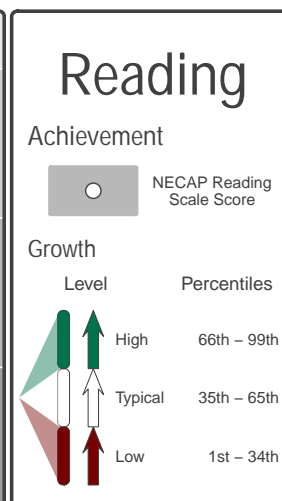 Reading
Achievement
NECAP Reading
Scale Score
Growth
Level Percentiles
High 66th – 99th
Typical 35th – 65th
Low 1st – 34th